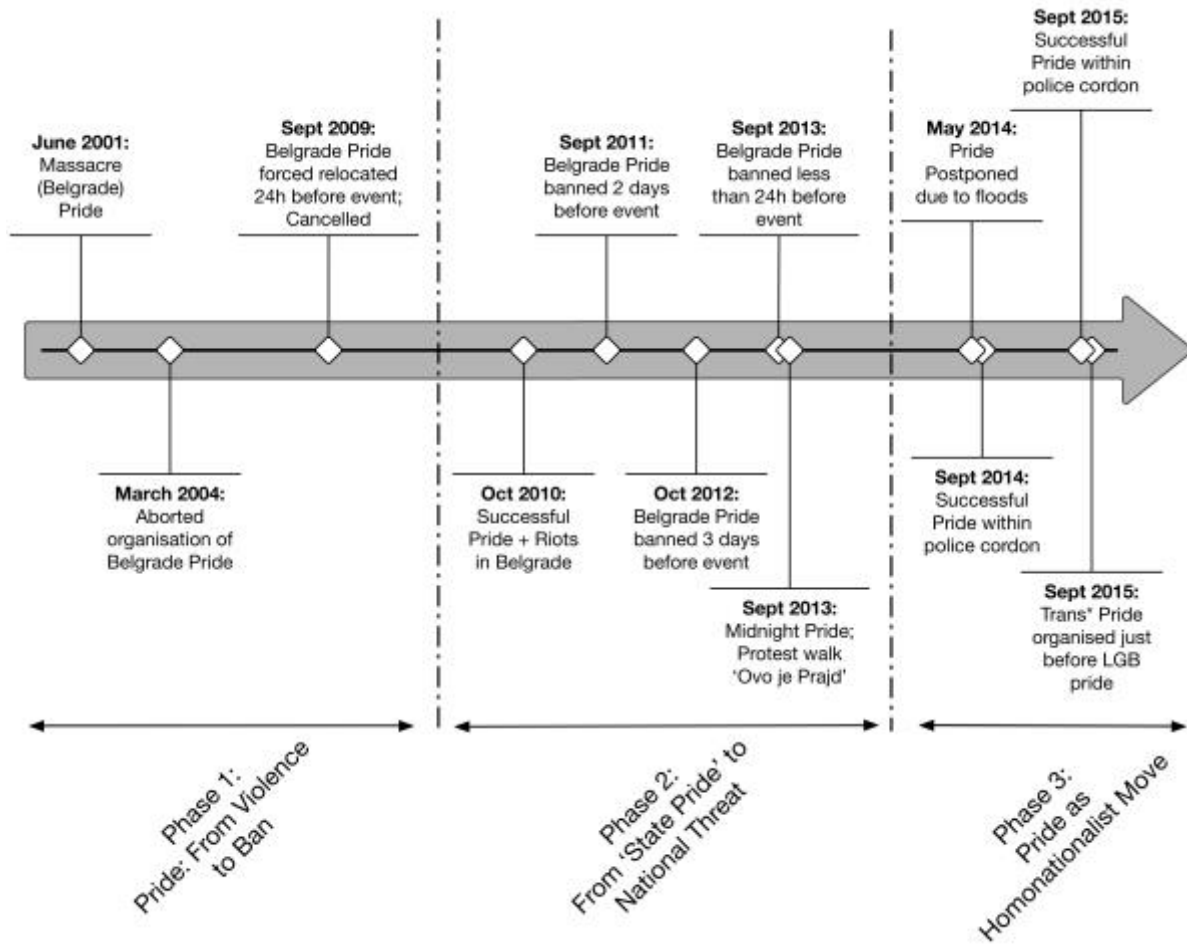 June 2001:
Massacre
(Belgrade)
Pride
Sept 2009:
Belgrade Pride
forced relocated
24h before event;
Cancelled
Sept 2011:
Belgrade Pride
banned 2 days
before event
Sept 2013:
Belgrade Pride
banned less
than 24h before
event
May 2014:
Pride
Postponed
due to floods
Sept 2015:
Successful
Pride within
police cordon
March 2004:
Aborted
organisation of
Belgrade Pride
Oct 2010:
Successful
Pride + Riots
in Belgrade
Oct 2012:
Belgrade Pride
banned 3 days
before event
Sept 2013:
Midnight Pride;
Protest walk
‘Ovo je Prajd’
Sept 2014:
Successful
Pride within
police cordon
Sept 2015:
Trans* Pride
organised just
before LGB
pride
Phase 1:
Pride: From Violence
to Ban
Phase 2:
From ‘State Pride’ to
National Threat
Phase 3:
Pride as
Homonationalist Move